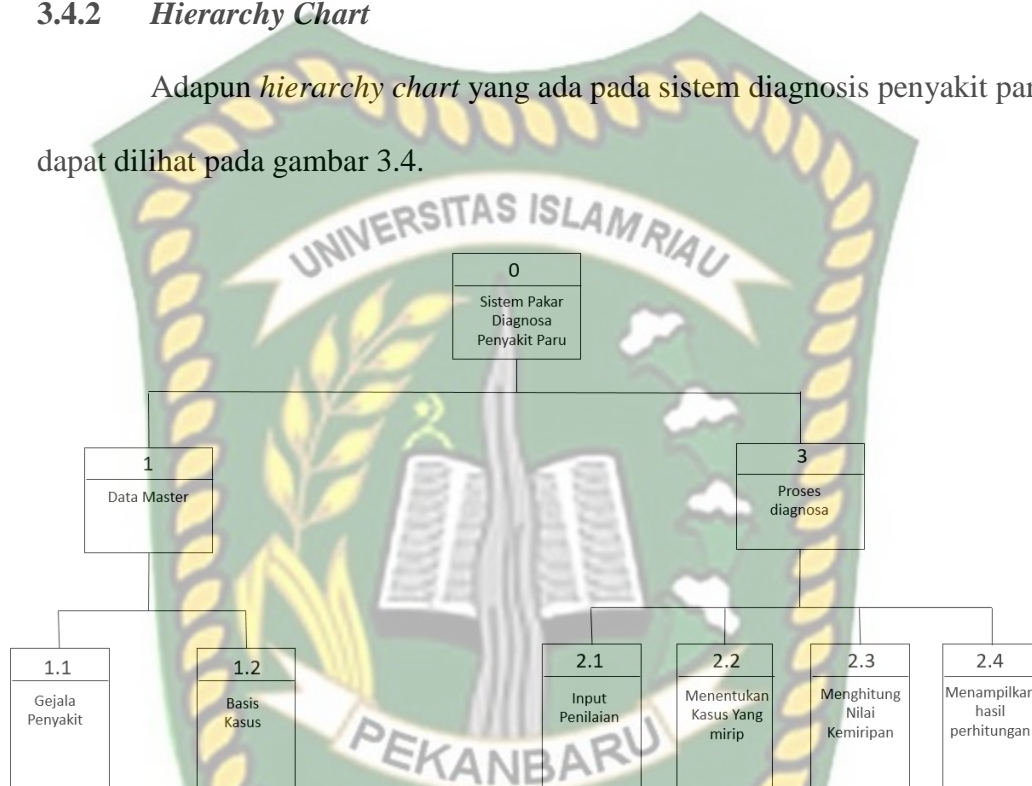 3.4.2 Hierarchy Chart
Adapun hierarchy chart yang ada pada sistem diagnosis penyakit par
dapat dilihat pada gambar 3.4.
UNIVERSITAS ISLAM RIAU
0
Sistem Pakar
Diagnosa
Penyakit Paru
1
Data Master
3
Proses
diagnosa
1.1
Gejala
Penyakit
1.2
Basis
Kasus
2.1
Input
Penilaian
2.2
Menentukan
Kasus Yang
mirip
2.3
Menghitung
Nilai
Kemiripan
2.4
Menampilkan
hasil
perhitungan
PEKANBARU